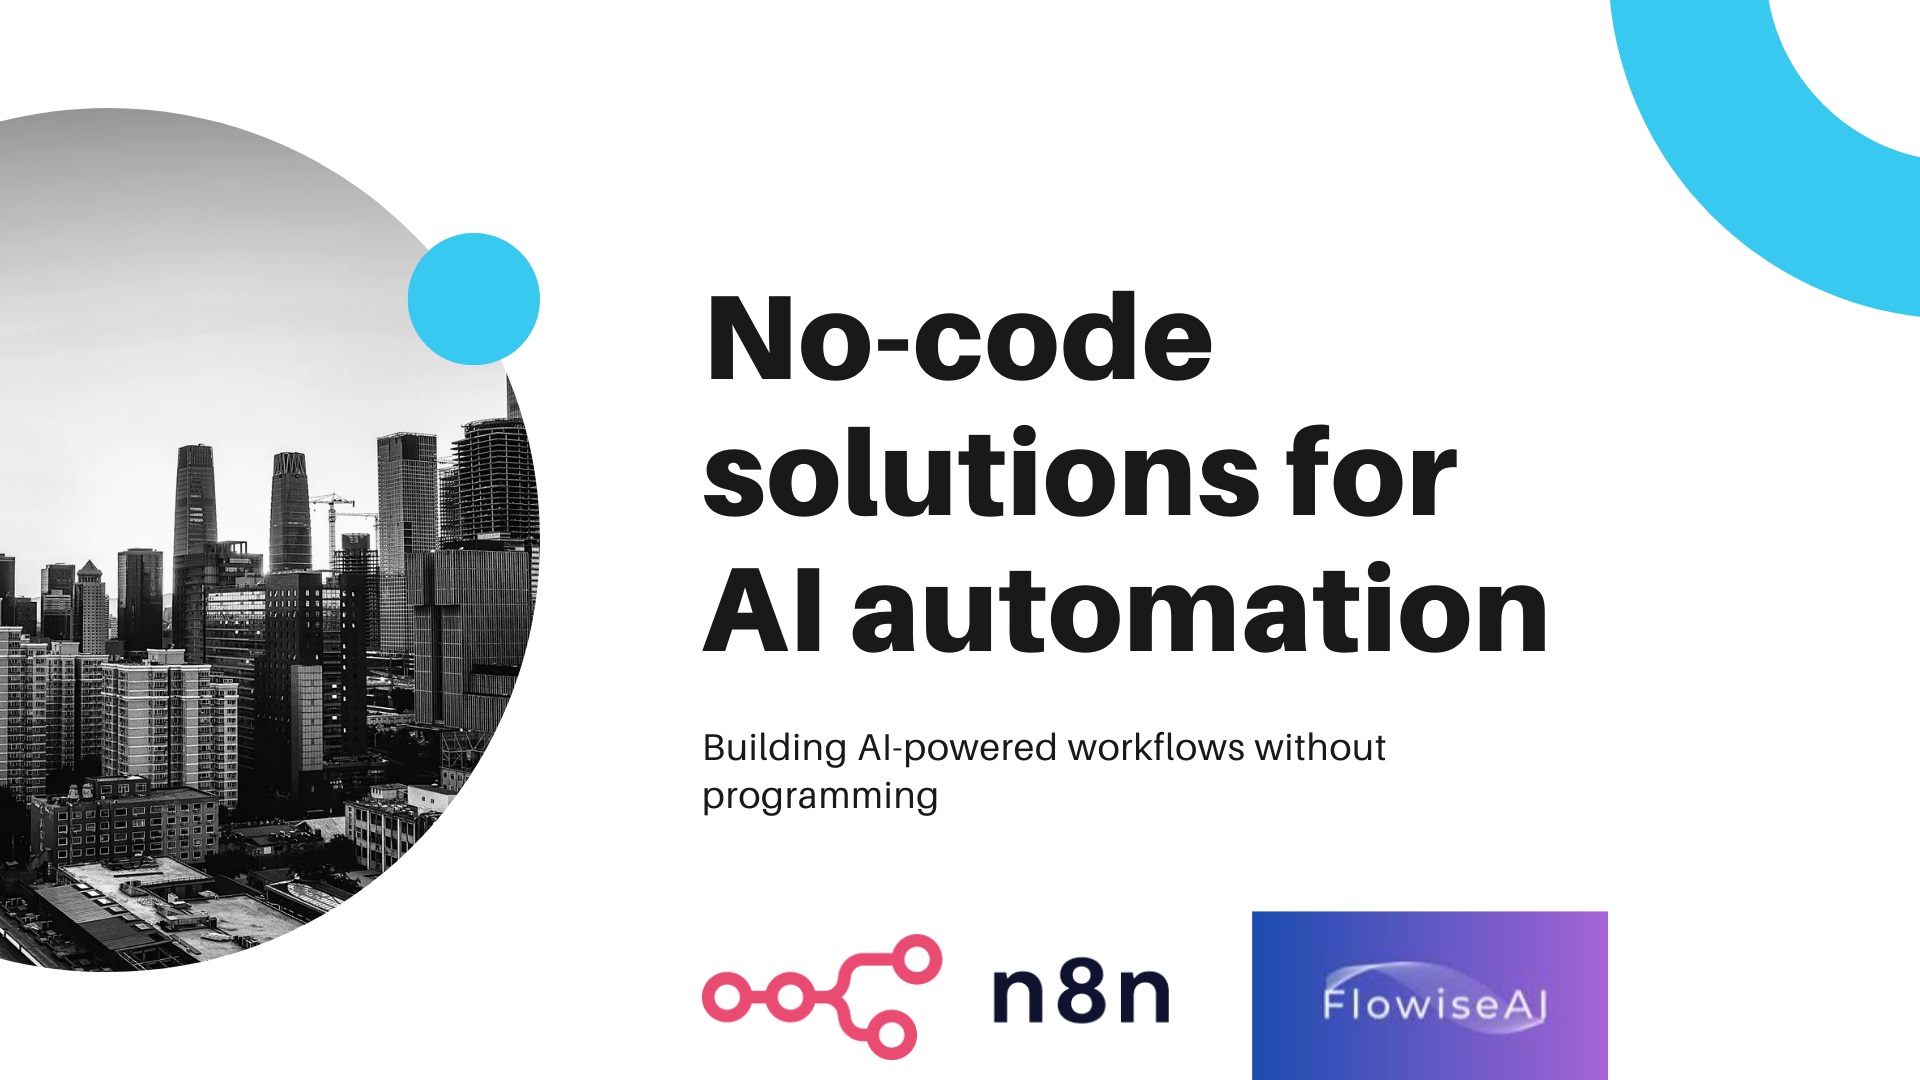 No-code
solutions for
AI automation
Building AI-powered workflows without
programming
n8n
FlowiseAI